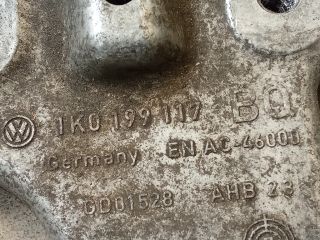 1K0 199 117 BQ
Germany EN AC-46000
GD01528 AHB 23